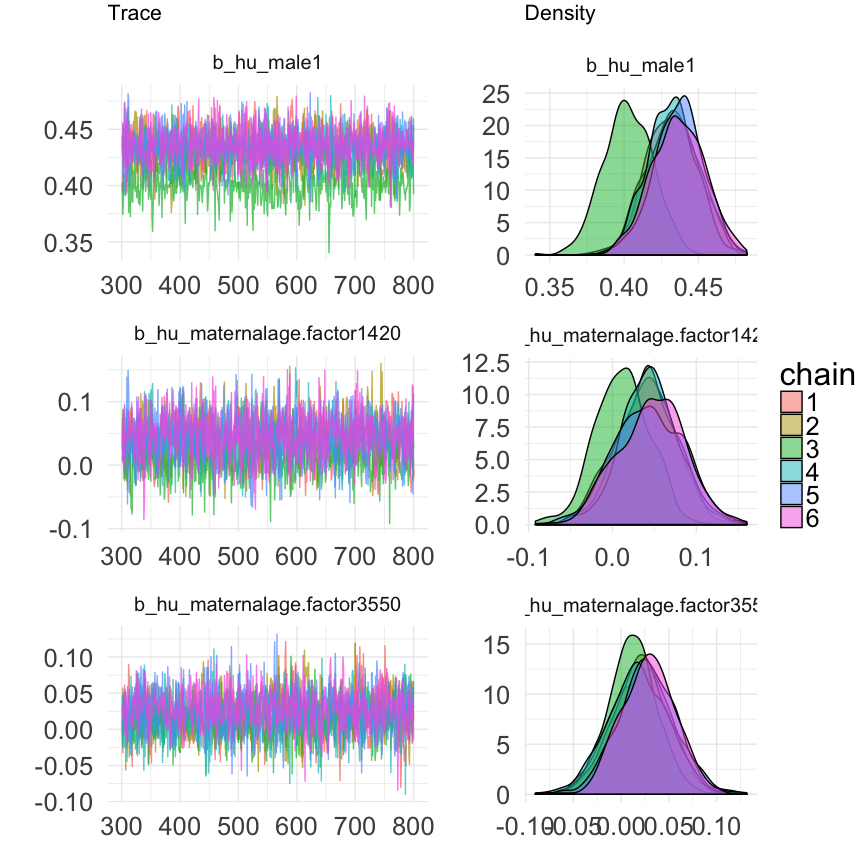 Trace
Density
b_hu_male1
b_hu_male1
0.45
0.40
0.35
300 400 500 600 700 800
25
20
15
10
5
0
0.35 0.40 0.45
b_hu_maternalage.factor1420
_hu_maternalage.factor142
0.1
0.0
-0.1
300 400 500 600 700 800
12.5
10.0
7.5
5.0
2.5
0.0
-0.1 0.0 0.1
chain
1
2
3
4
5
6
b_hu_maternalage.factor3550
_hu_maternalage.factor355
0.10
0.05
0.00
-0.05
-0.10
300 400 500 600 700 800
15
10
5
0
-0.10-0.050.000.050.10